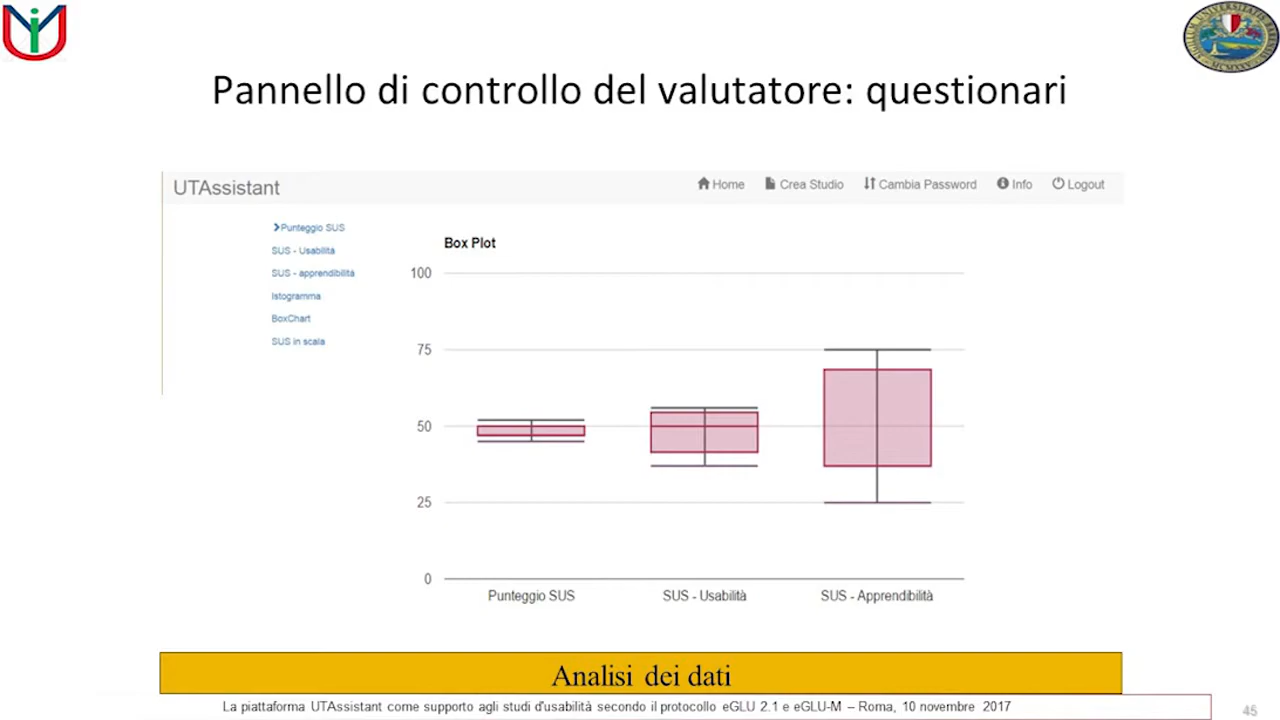 Pannello di controllo del valutatore: questionari
UTAssistant
Home Crea Studio Cambia Password Info Logout
Punteggio SUS
SUS - Usabilità
SUS - apprendibilità
Istogramma
BoxChart
SUS in scala
Box Plot
100
75
50
25
0
Punteggio SUS SUS - Usabilità SUS - Apprendibilità
Analisi dei dati
La piattaforma UTAssistant come supporto agli studi d'usabilità secondo il protocollo eGLU 2.1 e eGLU-M – Roma, 10 novembre 2017
45